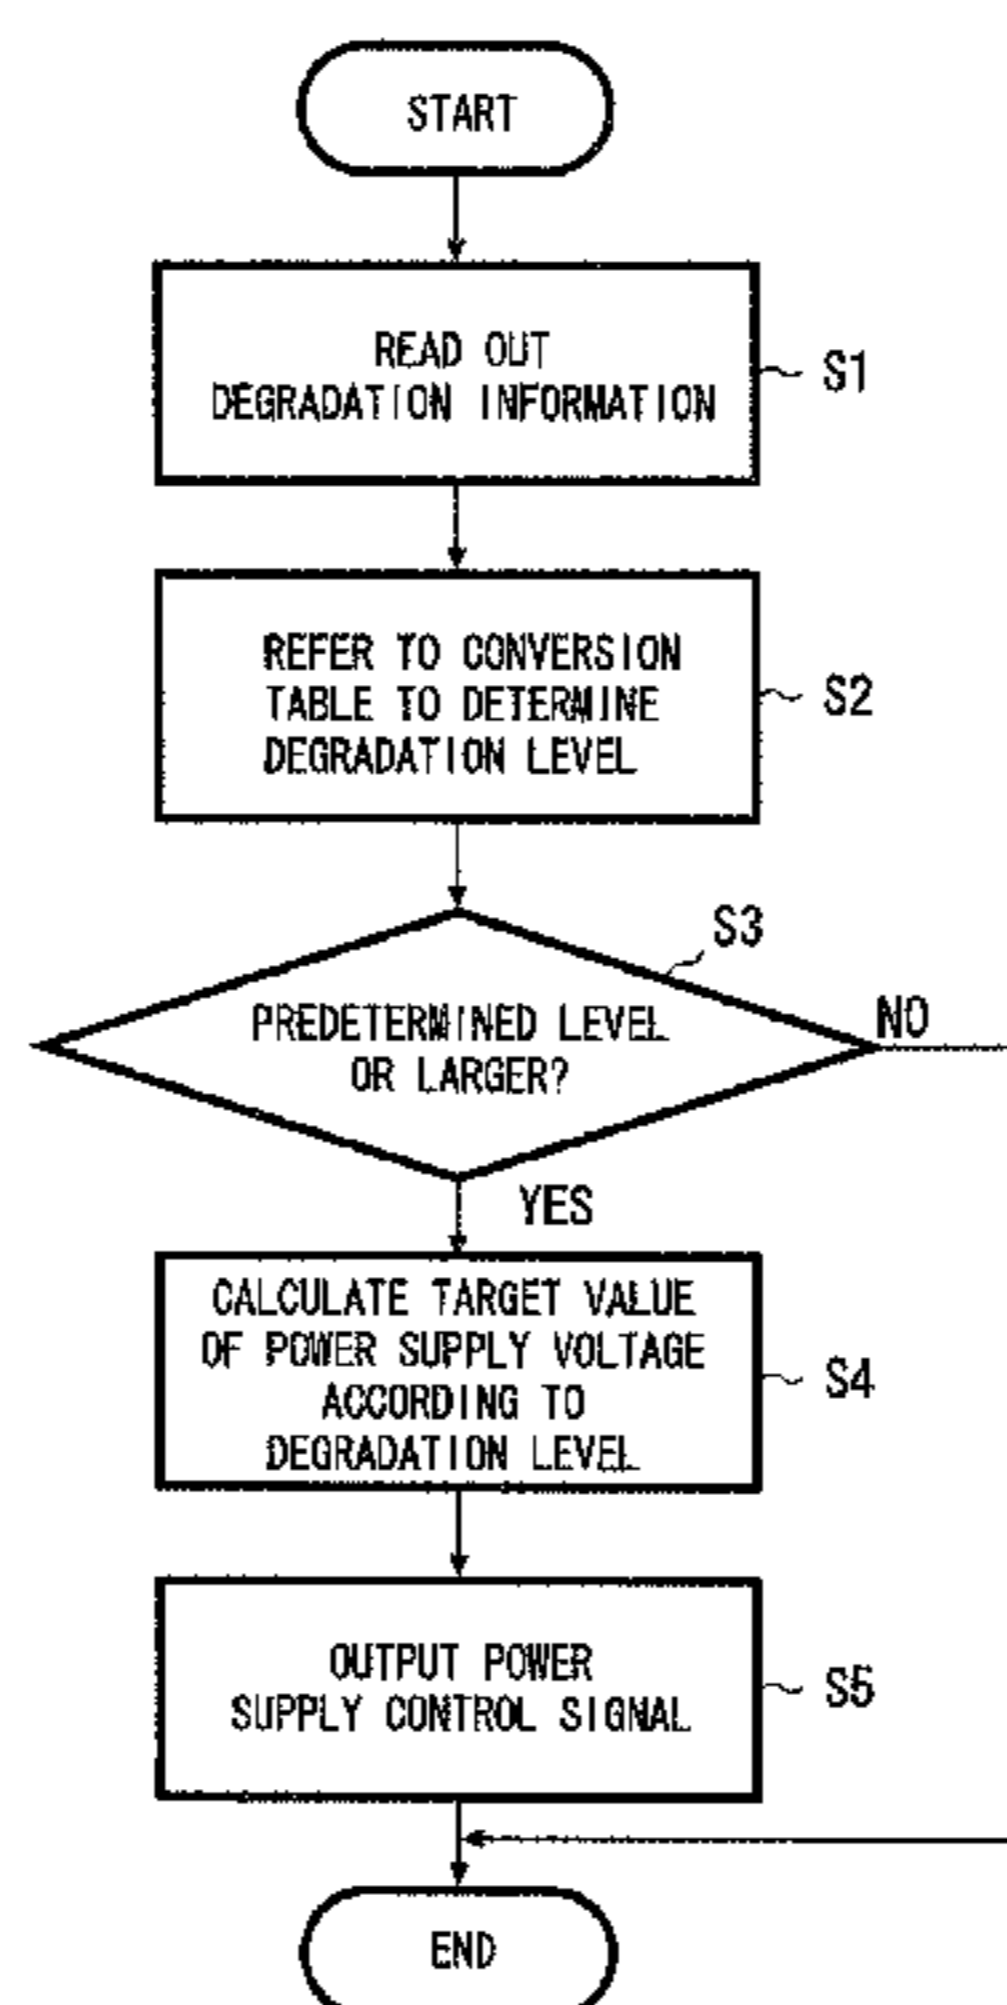 START
READ OUT
DEGRADATION INFORMATION
S1
REFER TO CONVERSION
TABLE TO DETERMINE
DEGRADATION LEVEL
S2
S3
PREDETERMINED LEVEL
OR LARGER?
NO
YES
CALCULATE TARGET VALUE
OF POWER SUPPLY VOLTAGE
ACCORDING TO
DEGRADATION LEVEL
S4
OUTPUT POWER
SUPPLY CONTROL SIGNAL
S5
END